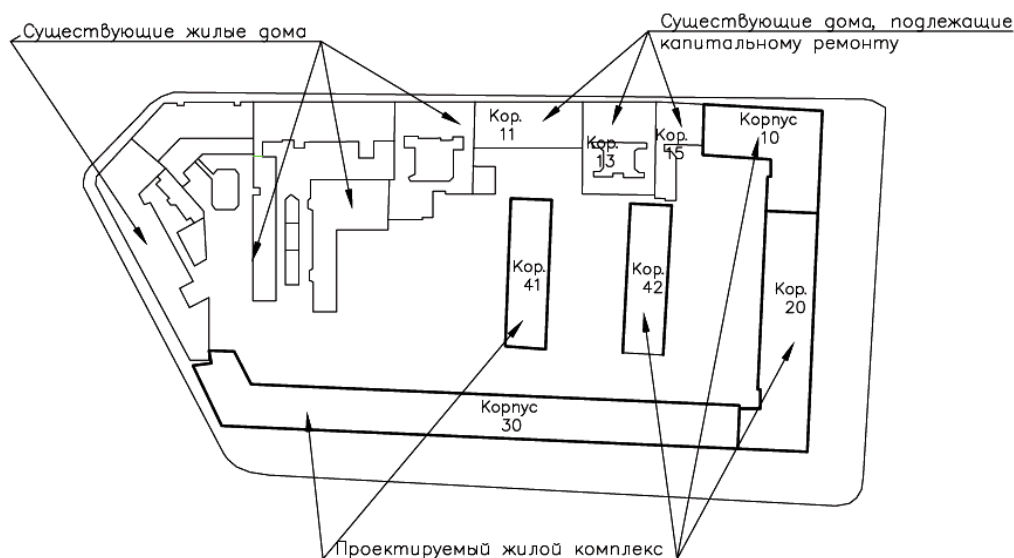 Существующие жилые дома
Существующие дома, подлежащие
капитальному ремонту
Кор.
11
Кор.
13
Кор.
15
Корпус
10
Кор.
41
Кор.
42
Кор.
20
Корпус
30
Проектируемый жилой комплекс